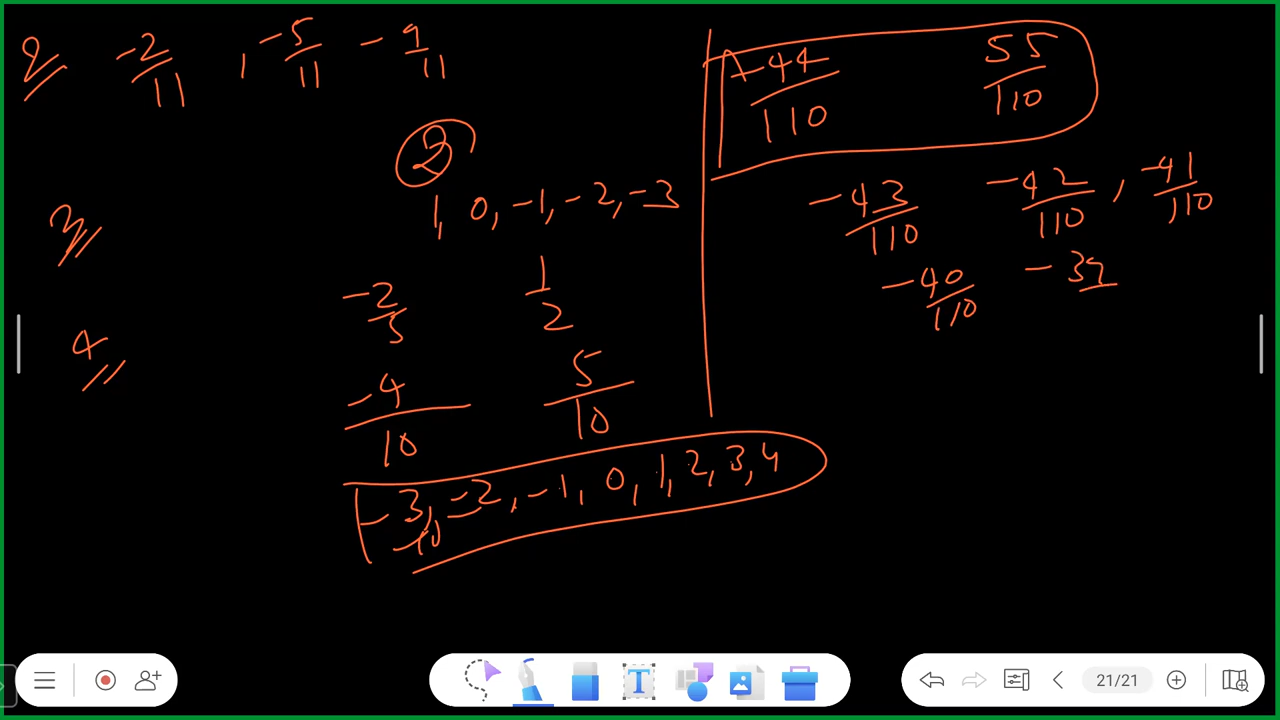 2 -2/11, -5/11 -9/11
-44/110 55/110
②
1, 0, -1, -2, -3
-43/110 -42/110, -41/110
3
-40/110 -39
-2/5 1/2
4
-4/10 5/10
-3/10, -2, -1, 0, 1, 2, 3, 4
T
21/21